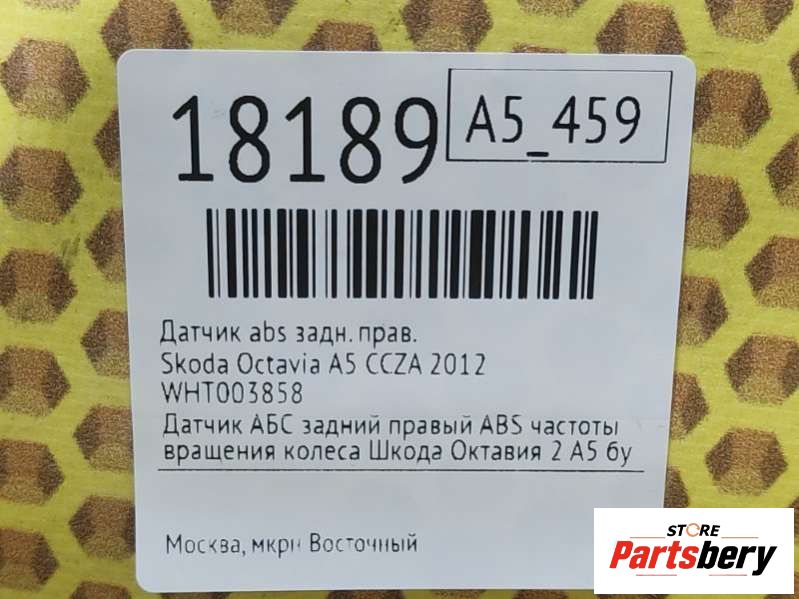 18189
A5_459
Датчик abs задн. прав.
Skoda Octavia A5 CCZA 2012
WHT003858
Датчик АБС задний правый ABS частоты
вращения колеса Шкода Октавия 2 А5 бу
Москва, мкрн Восточный
STORE
Partsbery